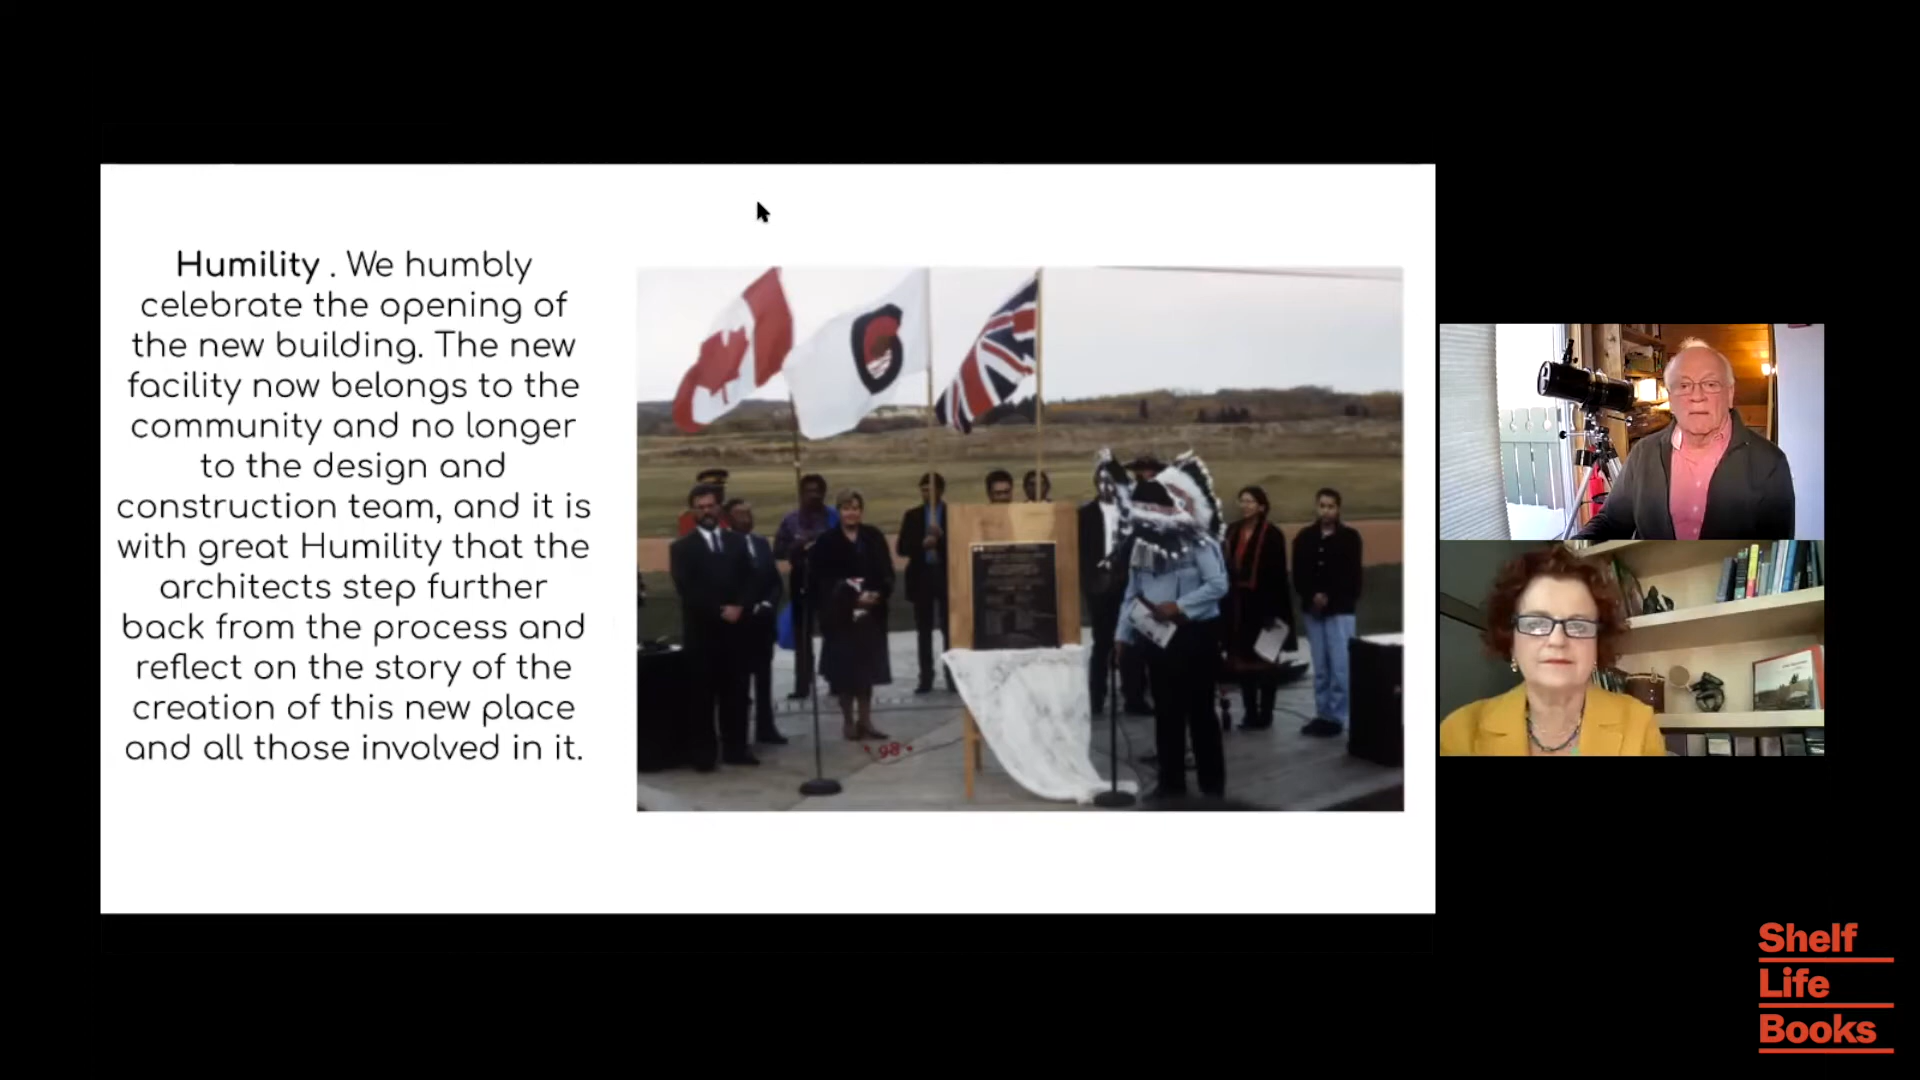 Humility . We humbly
celebrate the opening of
the new building. The new
facility now belongs to the
community and no longer
to the design and
construction team, and it is
with great Humility that the
architects step further
back from the process and
reflect on the story of the
creation of this new place
and all those involved in it.
98
Shelf
Life
Books